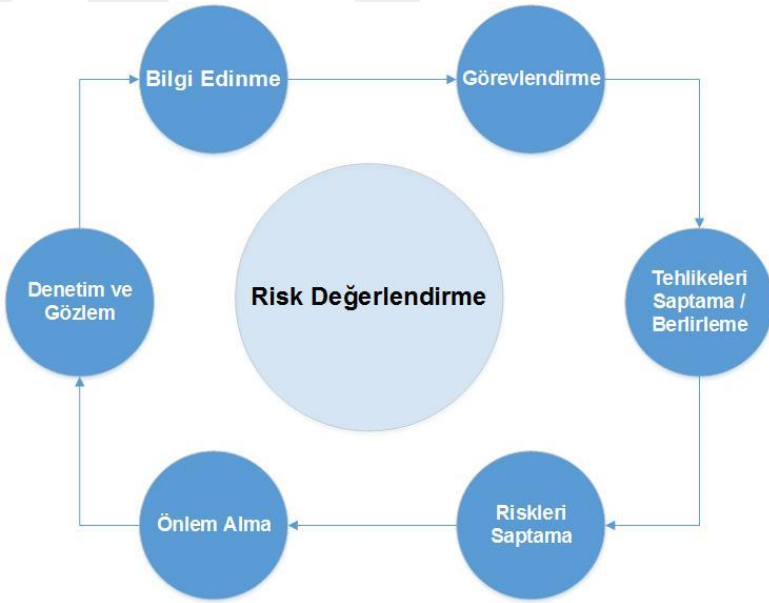 Bilgi Edinme
Görevlendirme
Tehlikeleri
Saptama /
Berlirleme
Riskleri
Saptama
Önlem Alma
Denetim ve
Gözlem
Risk Değerlendirme